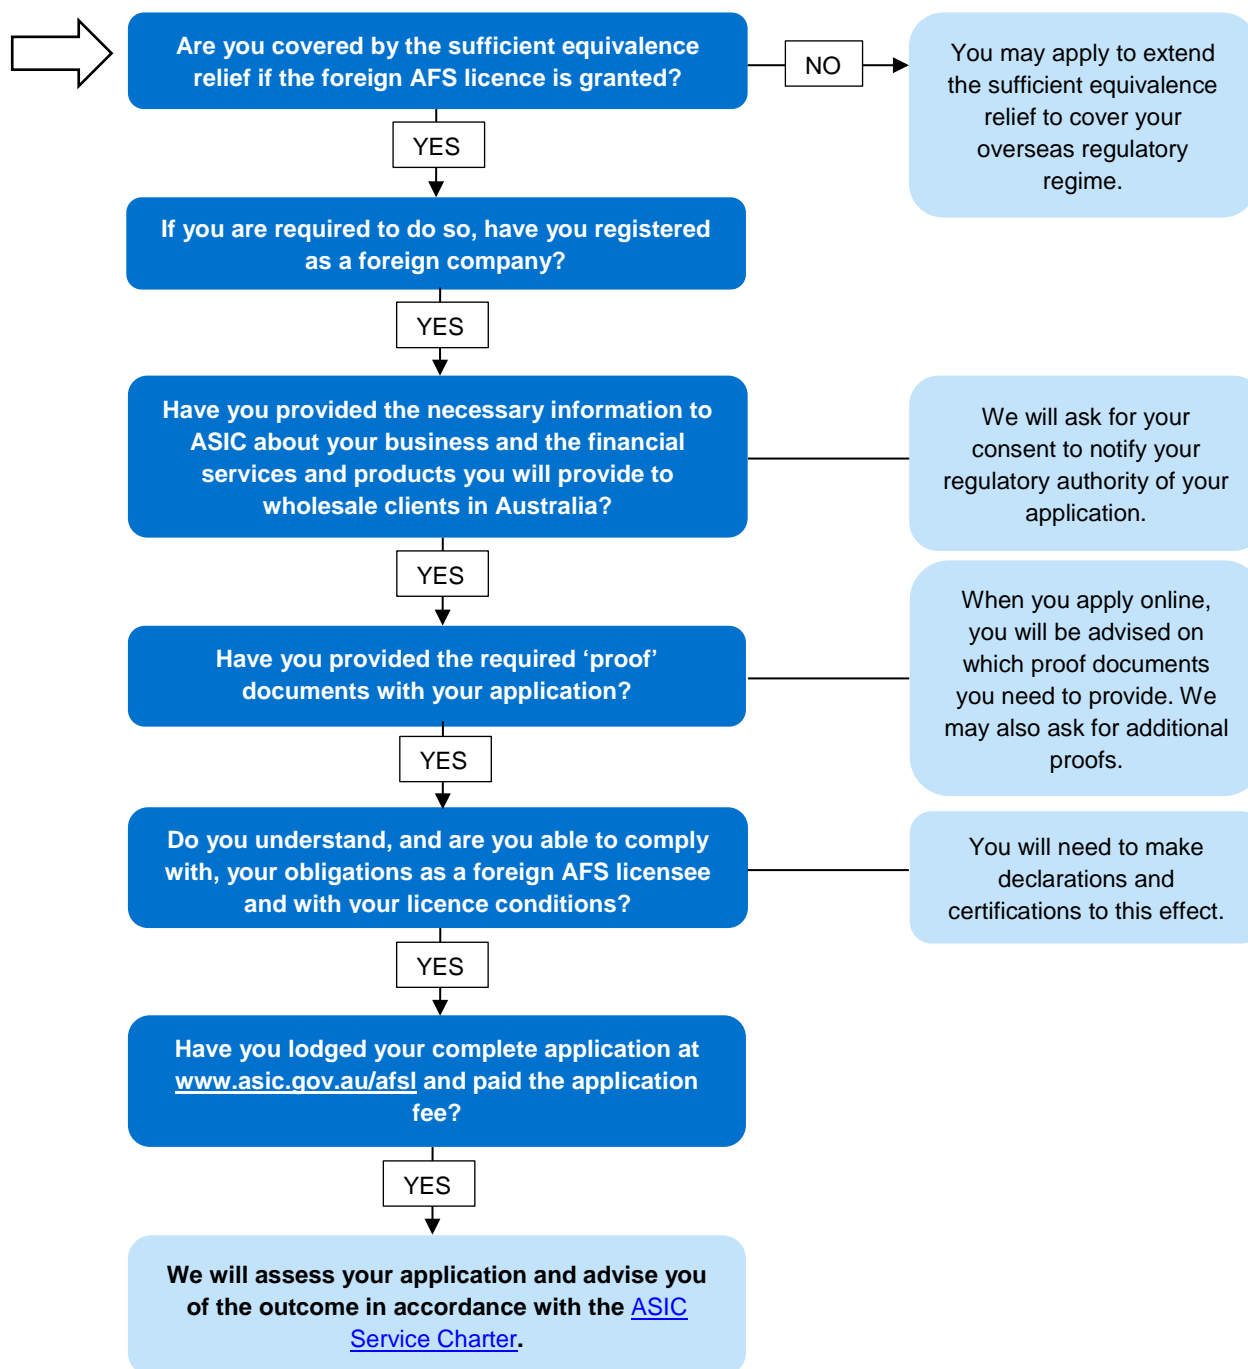 Are you covered by the sufficient equivalence
relief if the foreign AFS licence is granted?
NO
You may apply to extend
the sufficient equivalence
relief to cover your
overseas regulatory
regime.
YES
If you are required to do so, have you registered
as a foreign company?
YES
Have you provided the necessary information to
ASIC about your business and the financial
services and products you will provide to
wholesale clients in Australia?
We will ask for your
consent to notify your
regulatory authority of your
application.
YES
Have you provided the required ‘proof’
documents with your application?
When you apply online,
you will be advised on
which proof documents
you need to provide. We
may also ask for additional
proofs.
YES
Do you understand, and are you able to comply
with, your obligations as a foreign AFS licensee
and with your licence conditions?
You will need to make
declarations and
certifications to this effect.
YES
Have you lodged your complete application at
www.asic.gov.au/afsl and paid the application
fee?
YES
We will assess your application and advise you
of the outcome in accordance with the ASIC
Service Charter.